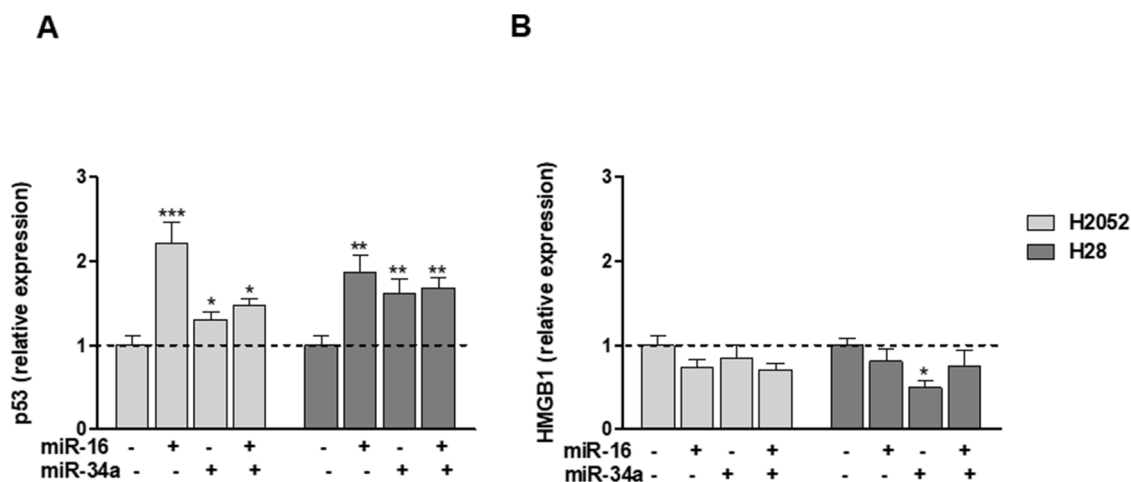 A
B
p53 (relative expression)
3
2
1
0
***
*
*
**
**
**
miR-16 - + - + - + - +
miR-34a - - + + - - + +
HMGB1 (relative expression)
3
2
1
0
*
miR-16 - + - + - + - +
miR-34a - - + + - - + +
H2052
H28